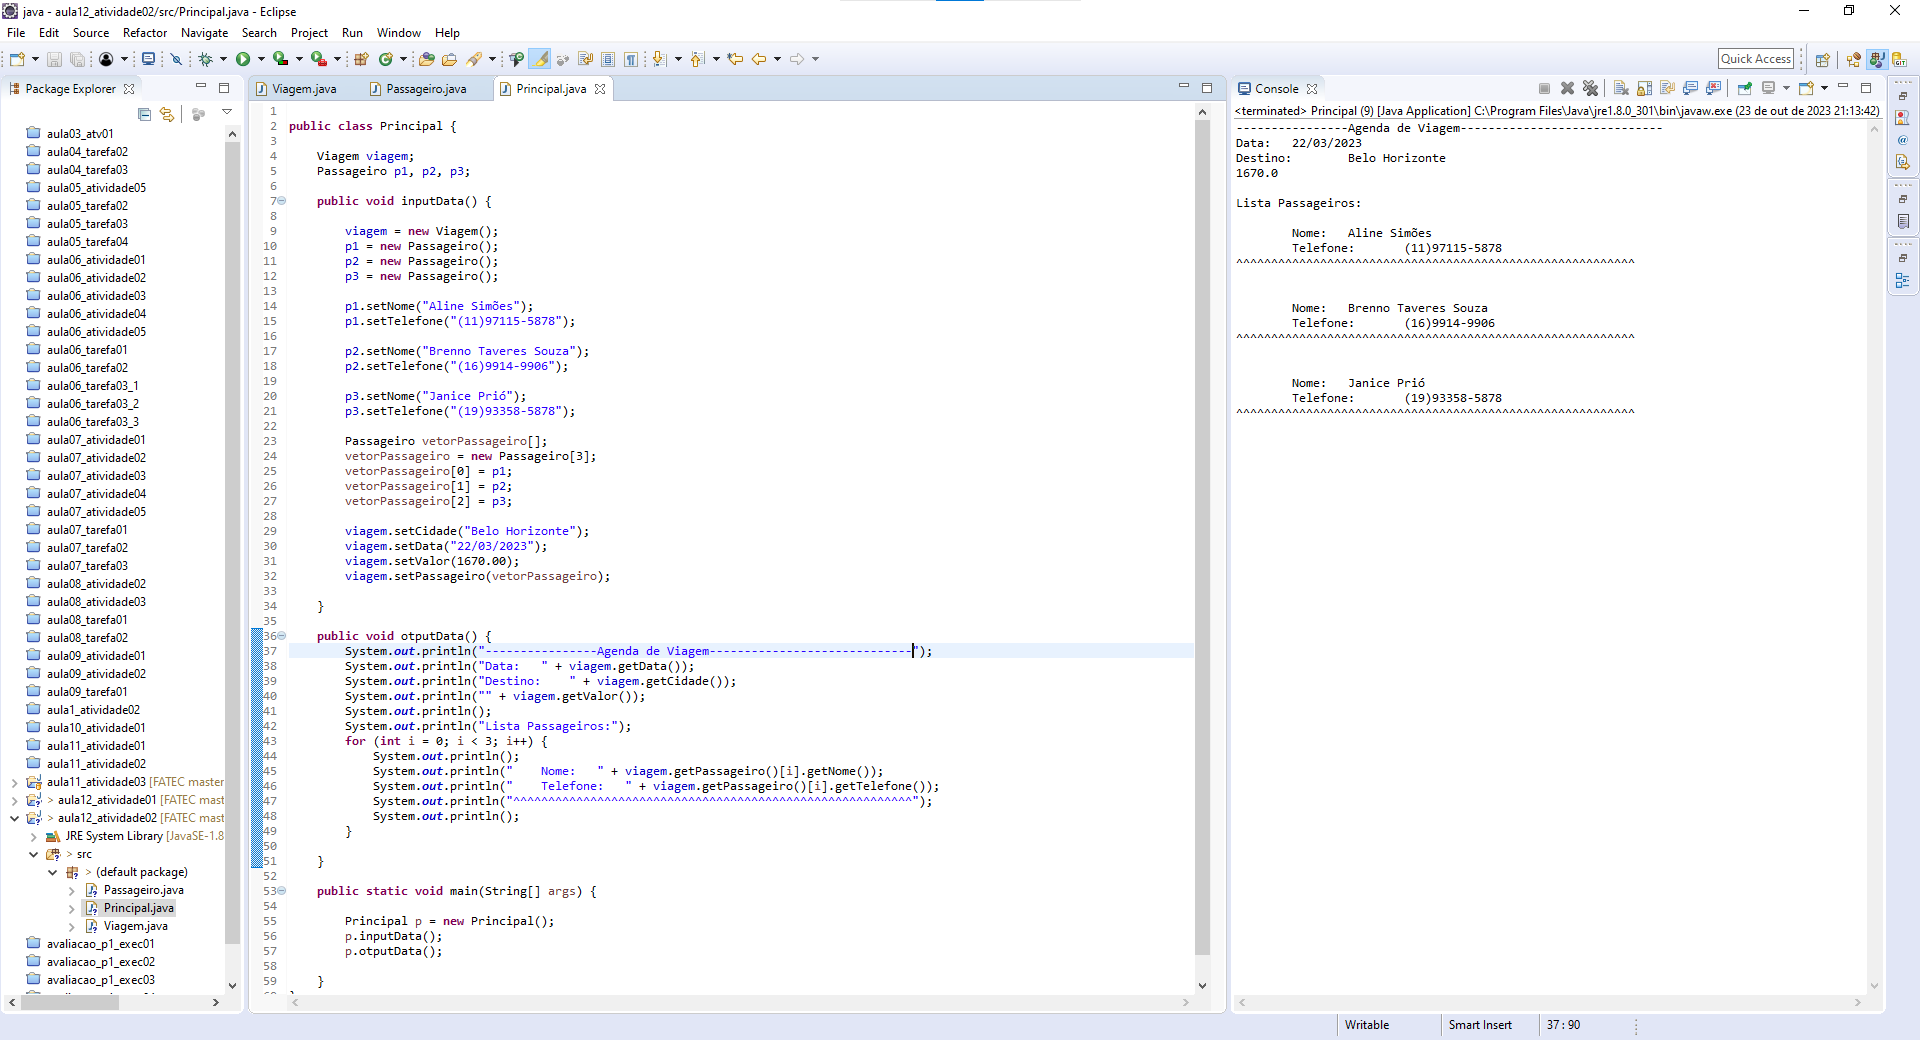 java - aula12_atividade02/src/Principal.java - Eclipse
File Edit Source Refactor Navigate Search Project Run Window Help
Quick Access
Package Explorer
aula03_atv01
aula04_tarefa02
aula04_tarefa03
aula05_atividade05
aula05_tarefa02
aula05_tarefa03
aula05_tarefa04
aula06_atividade01
aula06_atividade02
aula06_atividade03
aula06_atividade04
aula06_atividade05
aula06_tarefa01
aula06_tarefa02
aula06_tarefa03_1
aula06_tarefa03_2
aula06_tarefa03_3
aula07_atividade01
aula07_atividade02
aula07_atividade03
aula07_atividade04
aula07_atividade05
aula07_tarefa01
aula07_tarefa02
aula07_tarefa03
aula08_atividade02
aula08_atividade03
aula08_tarefa01
aula08_tarefa02
aula09_atividade01
aula09_atividade02
aula09_tarefa01
aula1_atividade02
aula10_atividade01
aula11_atividade01
aula11_atividade02
aula11_atividade03 [FATEC master
> aula12_atividade01 [FATEC mast
> aula12_atividade02 [FATEC mast
JRE System Library [JavaSE-1.8
> src
> (default package)
Passageiro.java
Principal.java
Viagem.java
avaliacao_p1_exec01
avaliacao_p1_exec02
avaliacao_p1_exec03
Viagem.java Passageiro.java Principal.java
1
2 public class Principal {
3
4     Viagem viagem;
5     Passageiro p1, p2, p3;
6
7     public void inputData() {
8
9         viagem = new Viagem();
10         p1 = new Passageiro();
11         p2 = new Passageiro();
12         p3 = new Passageiro();
13
14         p1.setNome("Aline Simões");
15         p1.setTelefone("(11)97115-5878");
16
17         p2.setNome("Brenno Taveres Souza");
18         p2.setTelefone("(16)9914-9906");
19
20         p3.setNome("Janice Prió");
21         p3.setTelefone("(19)93358-5878");
22
23         Passageiro vetorPassageiro[];
24         vetorPassageiro = new Passageiro[3];
25         vetorPassageiro[0] = p1;
26         vetorPassageiro[1] = p2;
27         vetorPassageiro[2] = p3;
28
29         viagem.setCidade("Belo Horizonte");
30         viagem.setData("22/03/2023");
31         viagem.setValor(1670.00);
32         viagem.setPassageiro(vetorPassageiro);
33
34     }
35
36     public void otputData() {
37         System.out.println("----------------Agenda de Viagem-----------------------------");
38         System.out.println("Data:   " + viagem.getData());
39         System.out.println("Destino:    " + viagem.getCidade());
40         System.out.println("" + viagem.getValor());
41         System.out.println();
42         System.out.println("Lista Passageiros:");
43         for (int i = 0; i < 3; i++) {
44             System.out.println();
45             System.out.println("    Nome:   " + viagem.getPassageiro()[i].getNome());
46             System.out.println("    Telefone:   " + viagem.getPassageiro()[i].getTelefone());
47             System.out.println("^^^^^^^^^^^^^^^^^^^^^^^^^^^^^^^^^^^^^^^^^^^^^^^^^^^^^^^^^");
48             System.out.println();
49         }
50
51     }
52
53     public static void main(String[] args) {
54
55         Principal p = new Principal();
56         p.inputData();
57         p.otputData();
58
59     }
Console
<terminated> Principal (9) [Java Application] C:\Program Files\Java\jre1.8.0_301\bin\javaw.exe (23 de out de 2023 21:13:42)
----------------Agenda de Viagem-----------------------------
Data:   22/03/2023
Destino:        Belo Horizonte
1670.0
Lista Passageiros:
Nome:   Aline Simões
Telefone:       (11)97115-5878
^^^^^^^^^^^^^^^^^^^^^^^^^^^^^^^^^^^^^^^^^^^^^^^^^^^^^^^^^
Nome:   Brenno Taveres Souza
Telefone:       (16)9914-9906
^^^^^^^^^^^^^^^^^^^^^^^^^^^^^^^^^^^^^^^^^^^^^^^^^^^^^^^^^
Nome:   Janice Prió
Telefone:       (19)93358-5878
^^^^^^^^^^^^^^^^^^^^^^^^^^^^^^^^^^^^^^^^^^^^^^^^^^^^^^^^^
Writable Smart Insert 37 : 90